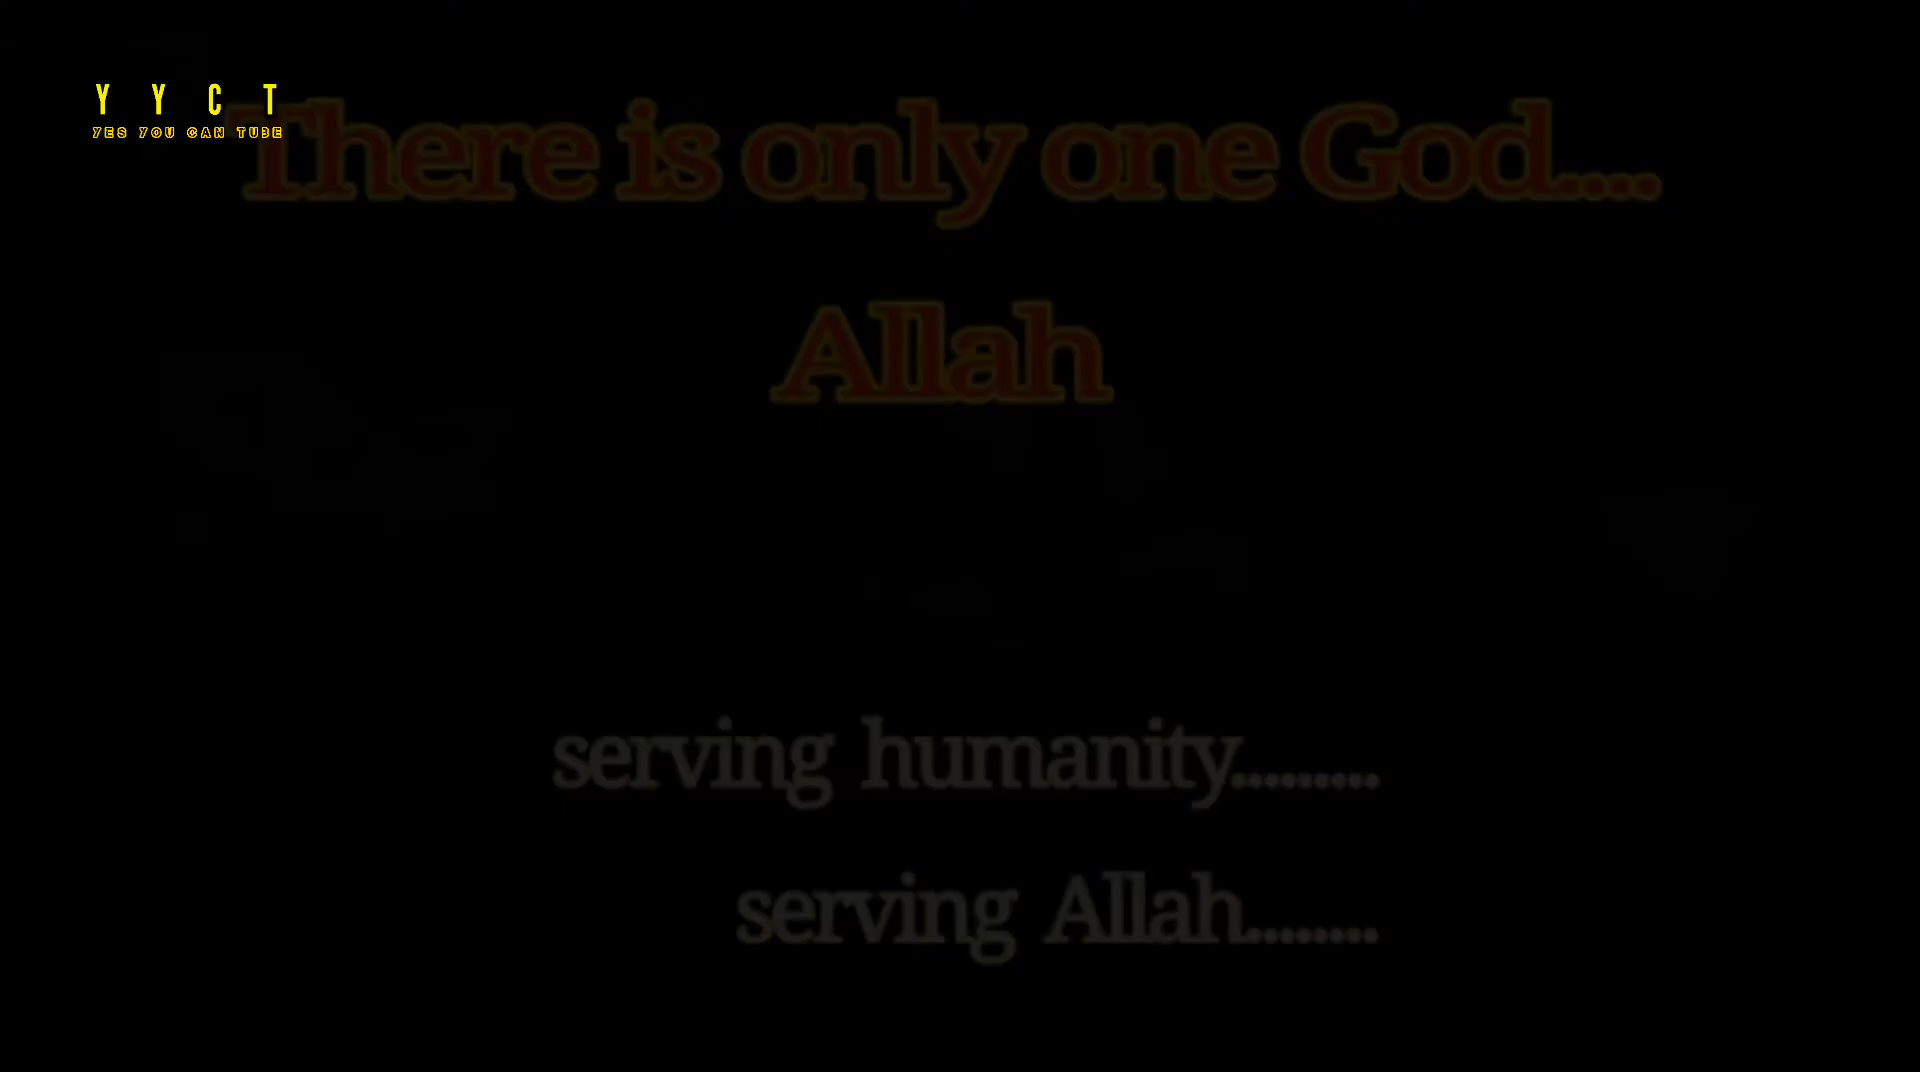 Y Y C T
YES YOU CAN TUBE
There is only one God....
Allah
serving humanity.........
serving Allah........